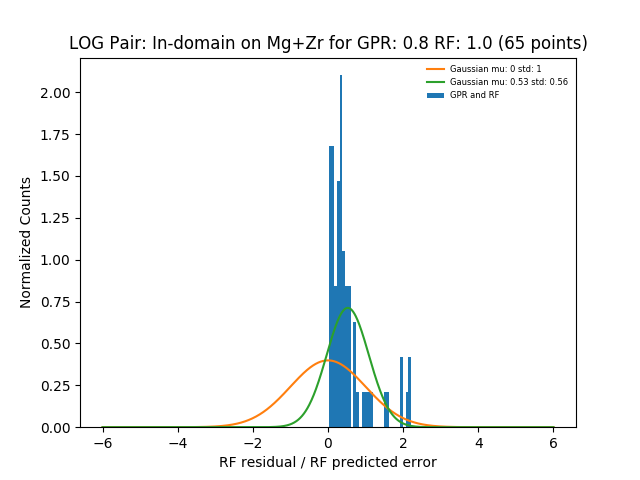 LOG Pair: In-domain on Mg+Zr for GPR: 0.8 RF: 1.0 (65 points)
Gaussian mu: 0 std: 1
Gaussian mu: 0.53 std: 0.56
GPR and RF
Normalized Counts
2.00
1.75
1.50
1.25
1.00
0.75
0.50
0.25
0.00
−6
−4
−2
0
2
4
6
RF residual / RF predicted error